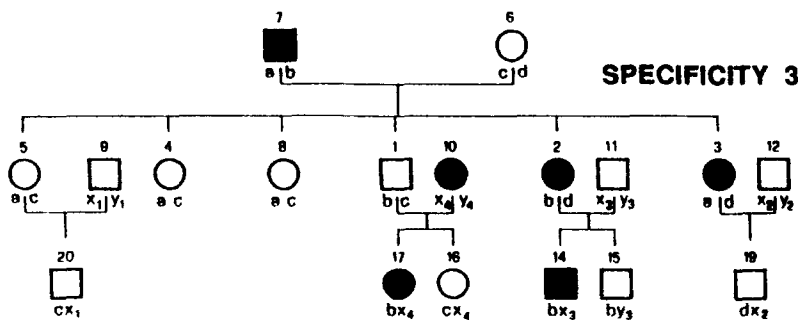 7 6
a b c d
SPECIFICITY 3
5 9 4 8 1 10 2 11 3 12
a c x₁ y₁ a c a c b c x₄ y₄ b d x₃ y₃ a d x₂ y₂
20 17 16 14 15 19
cx₁ bx₄ cx₄ bx₃ by₃ dx₂